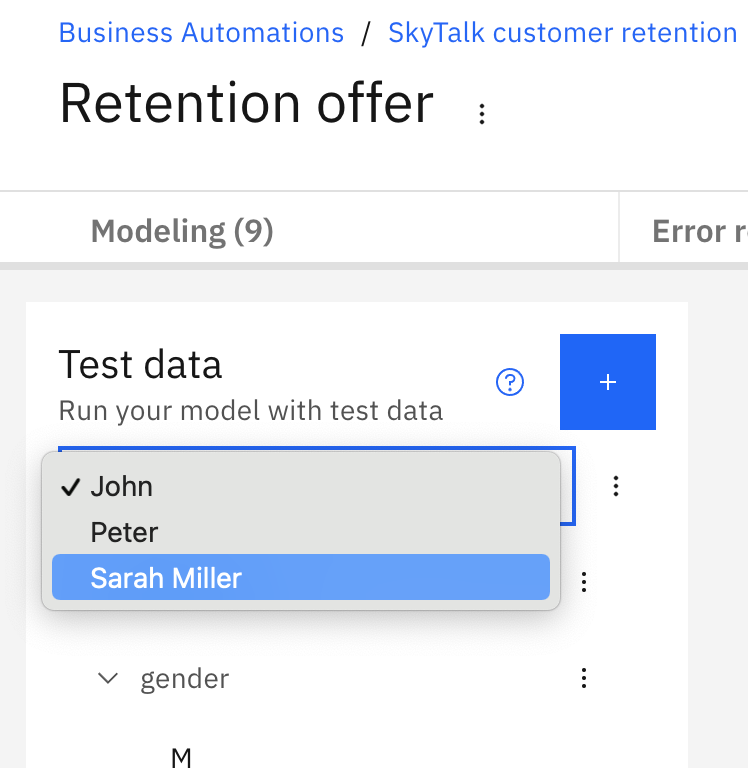 Business Automations / SkyTalk customer retention
Retention offer
Modeling (9)
Error r
Test data
Run your model with test data
John
Peter
Sarah Miller
gender
M